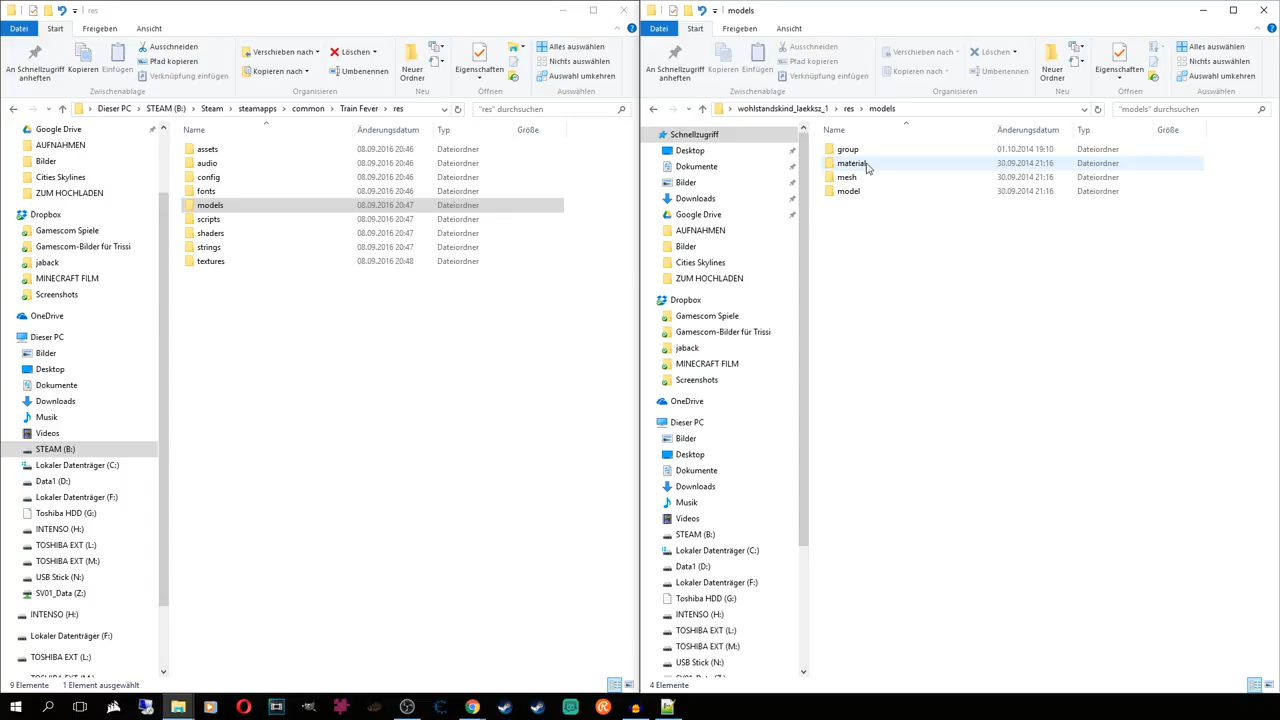 res
Datei Start Freigeben Ansicht
An Schnellzugriff anheften
Kopieren
Einfügen
Ausschneiden
Pfad kopieren
Verknüpfung einfügen
Zwischenablage
Verschieben nach
Kopieren nach
Löschen
Umbenennen
Organisieren
Neuer Ordner
Neu
Eigenschaften
Öffnen
Alles auswählen
Nichts auswählen
Auswahl umkehren
Auswählen
Dieser PC > STEAM (B:) > Steam > steamapps > common > Train Fever > res
"res" durchsuchen
Google Drive
AUFNAHMEN
Bilder
Cities Skylines
ZUM HOCHLADEN
Dropbox
Gamescom Spiele
Gamescom-Bilder für Trissi
jaback
MINECRAFT FILM
Screenshots
OneDrive
Dieser PC
Bilder
Desktop
Dokumente
Downloads
Musik
Videos
STEAM (B:)
Lokaler Datenträger (C:)
Data1 (D:)
Lokaler Datenträger (F:)
Toshiba HDD (G:)
INTENSO (H:)
TOSHIBA EXT (L:)
TOSHIBA EXT (M:)
USB Stick (N:)
SV01_Data (Z:)
INTENSO (H:)
Lokaler Datenträger (F:)
TOSHIBA EXT (L:)
Name Änderungsdatum Typ Größe
assets 08.09.2016 20:46 Dateiordner
audio 08.09.2016 20:46 Dateiordner
config 08.09.2016 20:46 Dateiordner
fonts 08.09.2016 20:46 Dateiordner
models 08.09.2016 20:47 Dateiordner
scripts 08.09.2016 20:47 Dateiordner
shaders 08.09.2016 20:47 Dateiordner
strings 08.09.2016 20:47 Dateiordner
textures 08.09.2016 20:48 Dateiordner
9 Elemente 1 Element ausgewählt
models
Datei Start Freigeben Ansicht
An Schnellzugriff anheften
Kopieren
Einfügen
Ausschneiden
Pfad kopieren
Verknüpfung einfügen
Zwischenablage
Verschieben nach
Kopieren nach
Löschen
Umbenennen
Organisieren
Neuer Ordner
Neu
Eigenschaften
Öffnen
Alles auswählen
Nichts auswählen
Auswahl umkehren
Auswählen
wohlstandskind_laekksz_1 > res > models
"models" durchsuchen
Schnellzugriff
Desktop
Dokumente
Bilder
Downloads
Google Drive
AUFNAHMEN
Bilder
Cities Skylines
ZUM HOCHLADEN
Dropbox
Gamescom Spiele
Gamescom-Bilder für Trissi
jaback
MINECRAFT FILM
Screenshots
OneDrive
Dieser PC
Bilder
Desktop
Dokumente
Downloads
Musik
Videos
STEAM (B:)
Lokaler Datenträger (C:)
Data1 (D:)
Lokaler Datenträger (F:)
Toshiba HDD (G:)
INTENSO (H:)
TOSHIBA EXT (L:)
TOSHIBA EXT (M:)
USB Stick (N:)
Name Änderungsdatum Typ Größe
group 01.10.2014 19:10 Dateiordner
material 30.09.2014 21:16 Dateiordner
mesh 30.09.2014 21:16 Dateiordner
model 30.09.2014 21:16 Dateiordner
4 Elemente